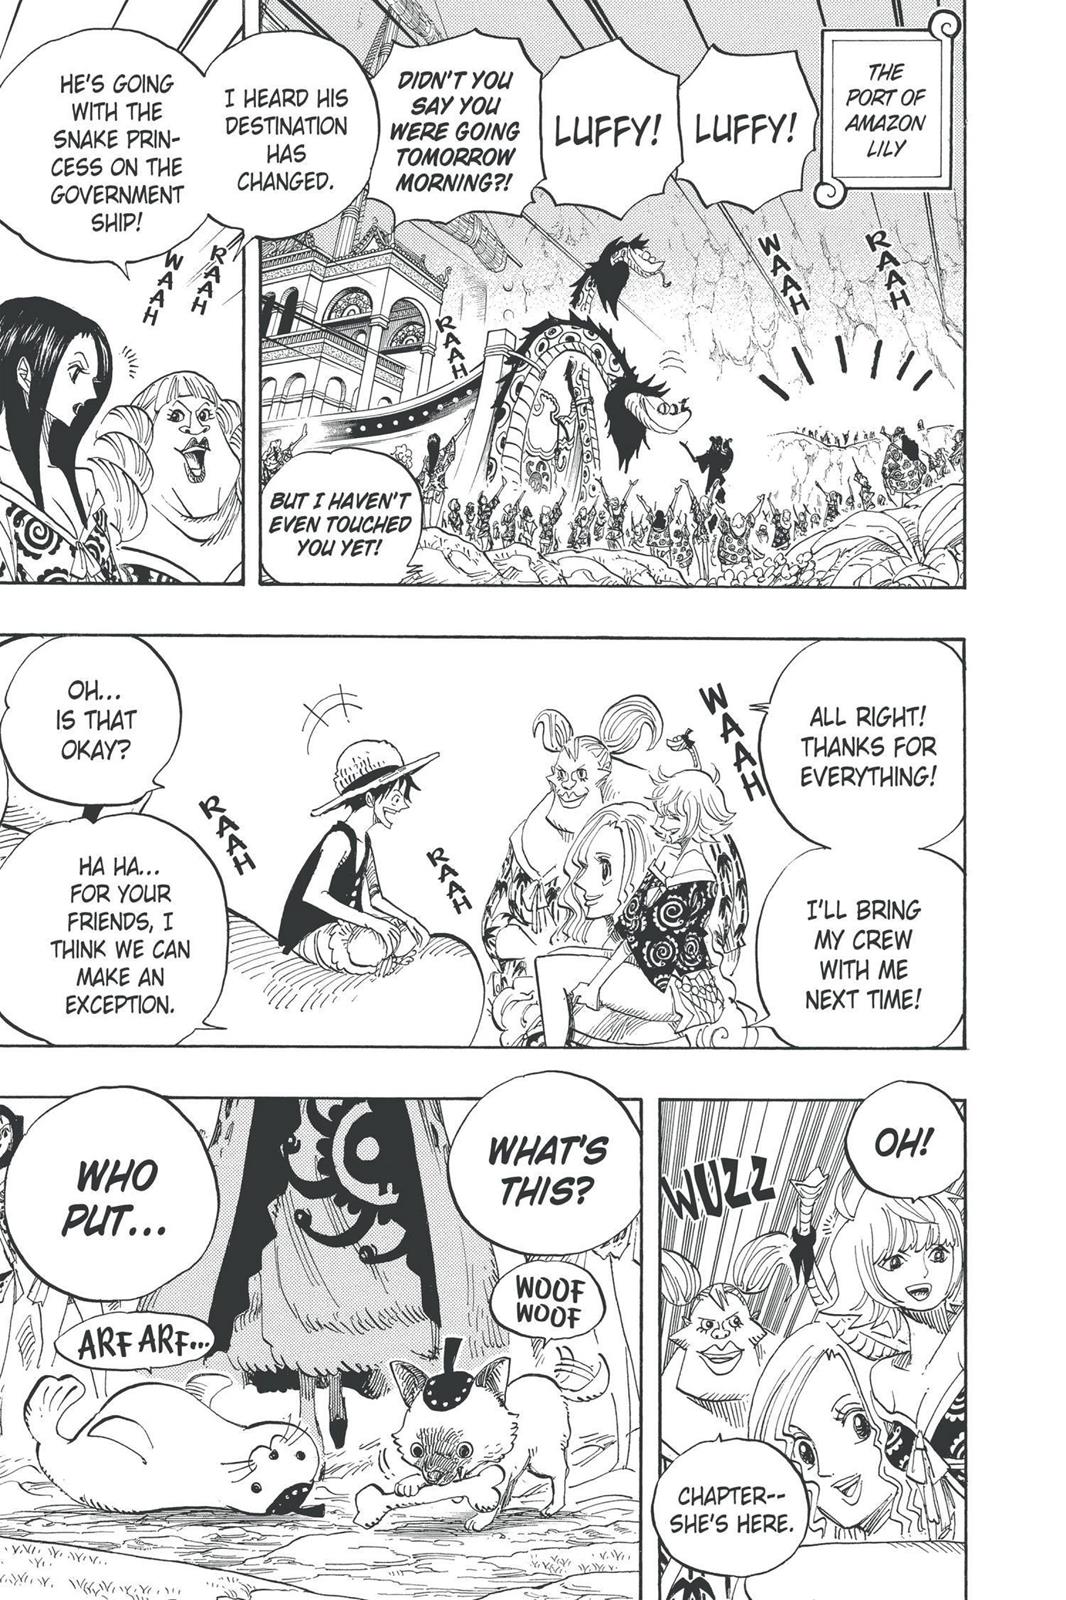 THE
PORT OF
AMAZON
LILY
LUFFY!
LUFFY!
DIDN'T YOU
SAY YOU
WERE GOING
TOMORROW
MORNING?!
RAAH
WAAH
RAAH
BUT I HAVEN'T
EVEN TOUCHED
YOU YET!
I HEARD HIS
DESTINATION
HAS
CHANGED.
HE'S GOING
WITH THE
SNAKE PRIN-
CESS ON THE
GOVERNMENT
SHIP!
RAAH
WAAH
ALL RIGHT!
THANKS FOR
EVERYTHING!
I'LL BRING
MY CREW
WITH ME
NEXT TIME!
WAAH
RAAH
RAAH
OH...
IS THAT
OKAY?
HA HA...
FOR YOUR
FRIENDS, I
THINK WE CAN
MAKE AN
EXCEPTION.
OH!
WUZZ
CHAPTER--
SHE'S HERE.
WHAT'S
THIS?
WOOF
WOOF
WHO
PUT...
ARF ARF...